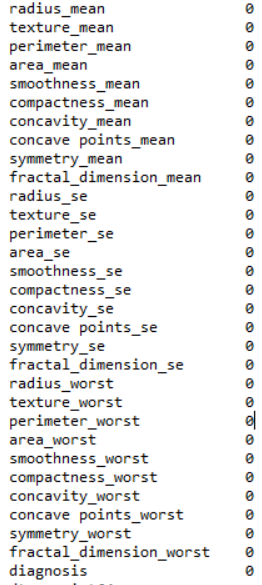 radius_mean 0
texture_mean 0
perimeter_mean 0
area_mean 0
smoothness_mean 0
compactness_mean 0
concavity_mean 0
concave points_mean 0
symmetry_mean 0
fractal_dimension_mean 0
radius_se 0
texture_se 0
perimeter_se 0
area_se 0
smoothness_se 0
compactness_se 0
concavity_se 0
concave points_se 0
symmetry_se 0
fractal_dimension_se 0
radius_worst 0
texture_worst 0
perimeter_worst 0
area_worst 0
smoothness_worst 0
compactness_worst 0
concavity_worst 0
concave points_worst 0
symmetry_worst 0
fractal_dimension_worst 0
diagnosis 0